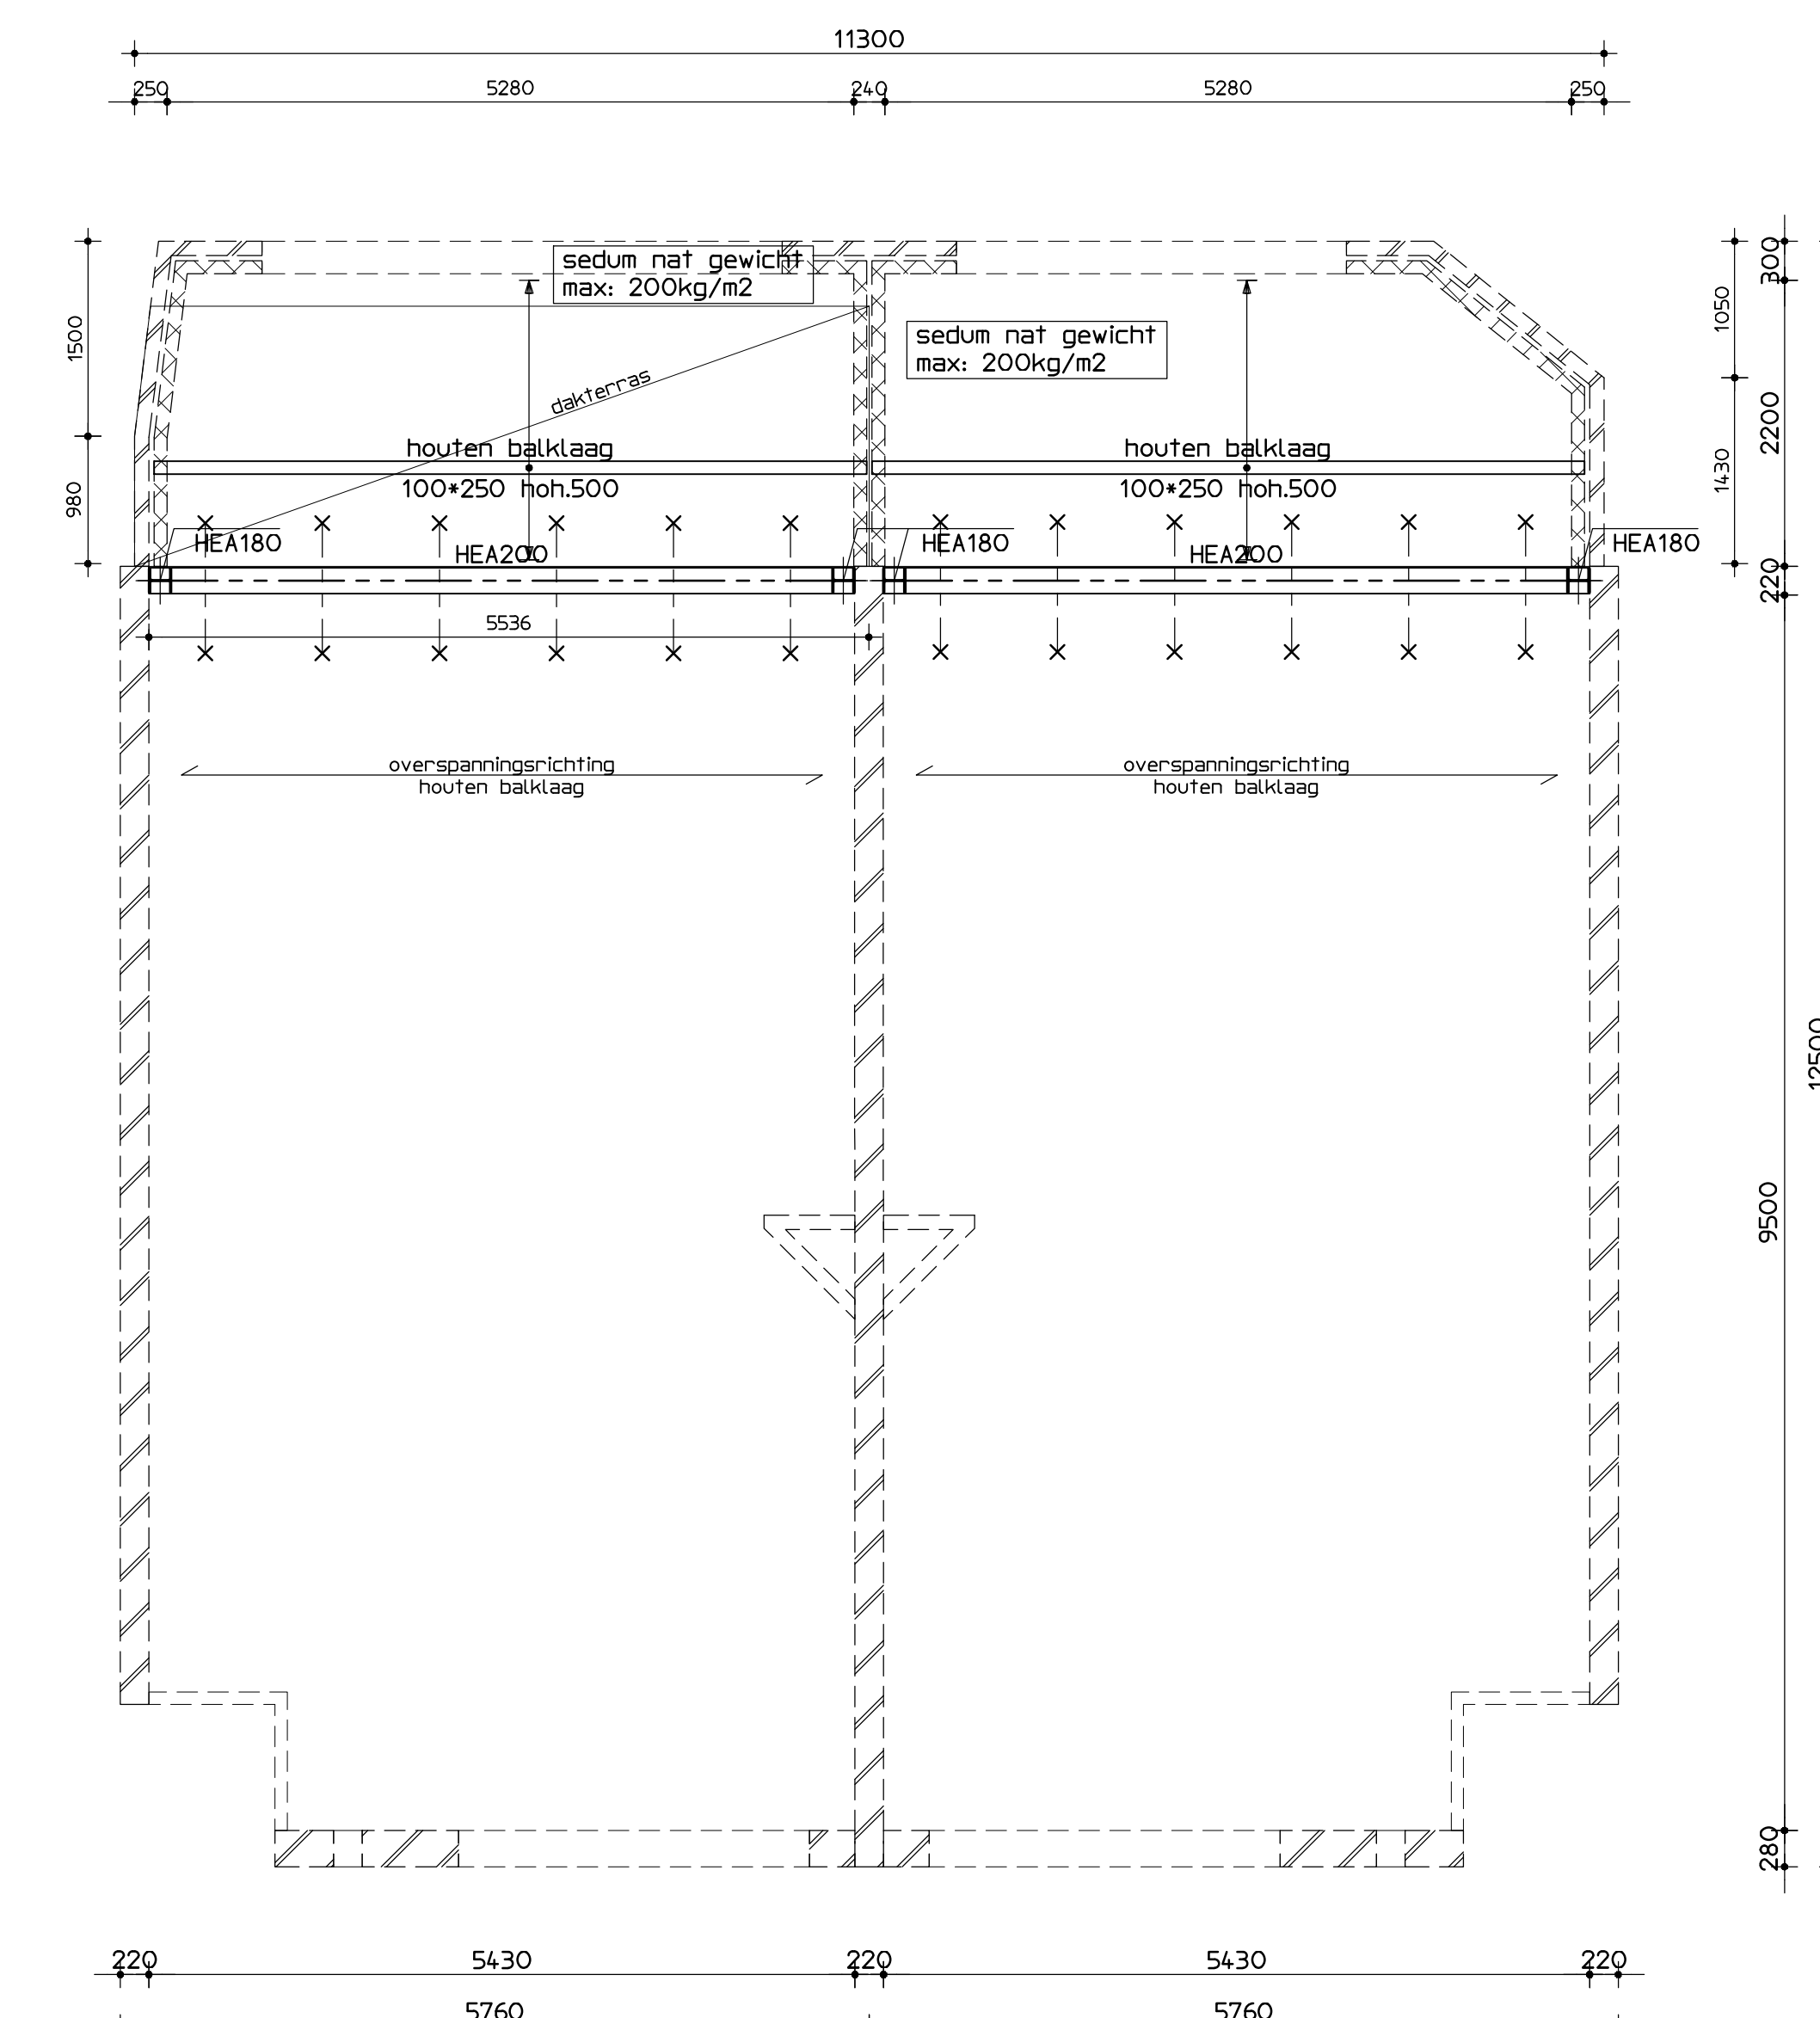 11300
250 5280 240 5280 250
sedum nat gewicht
max: 200kg/m2
sedum nat gewicht
max: 200kg/m2
300
1500
1050
dakterras
2200
houten balklaag
houten balklaag
980
1430
100*250 hoh.500
100*250 hoh.500
HEA180
HEA200
HEA180
HEA200
HEA180
220
5536
overspanningsrichting
houten balklaag
overspanningsrichting
houten balklaag
12500
9500
280
220 5430 220 5430 220
5760 5760